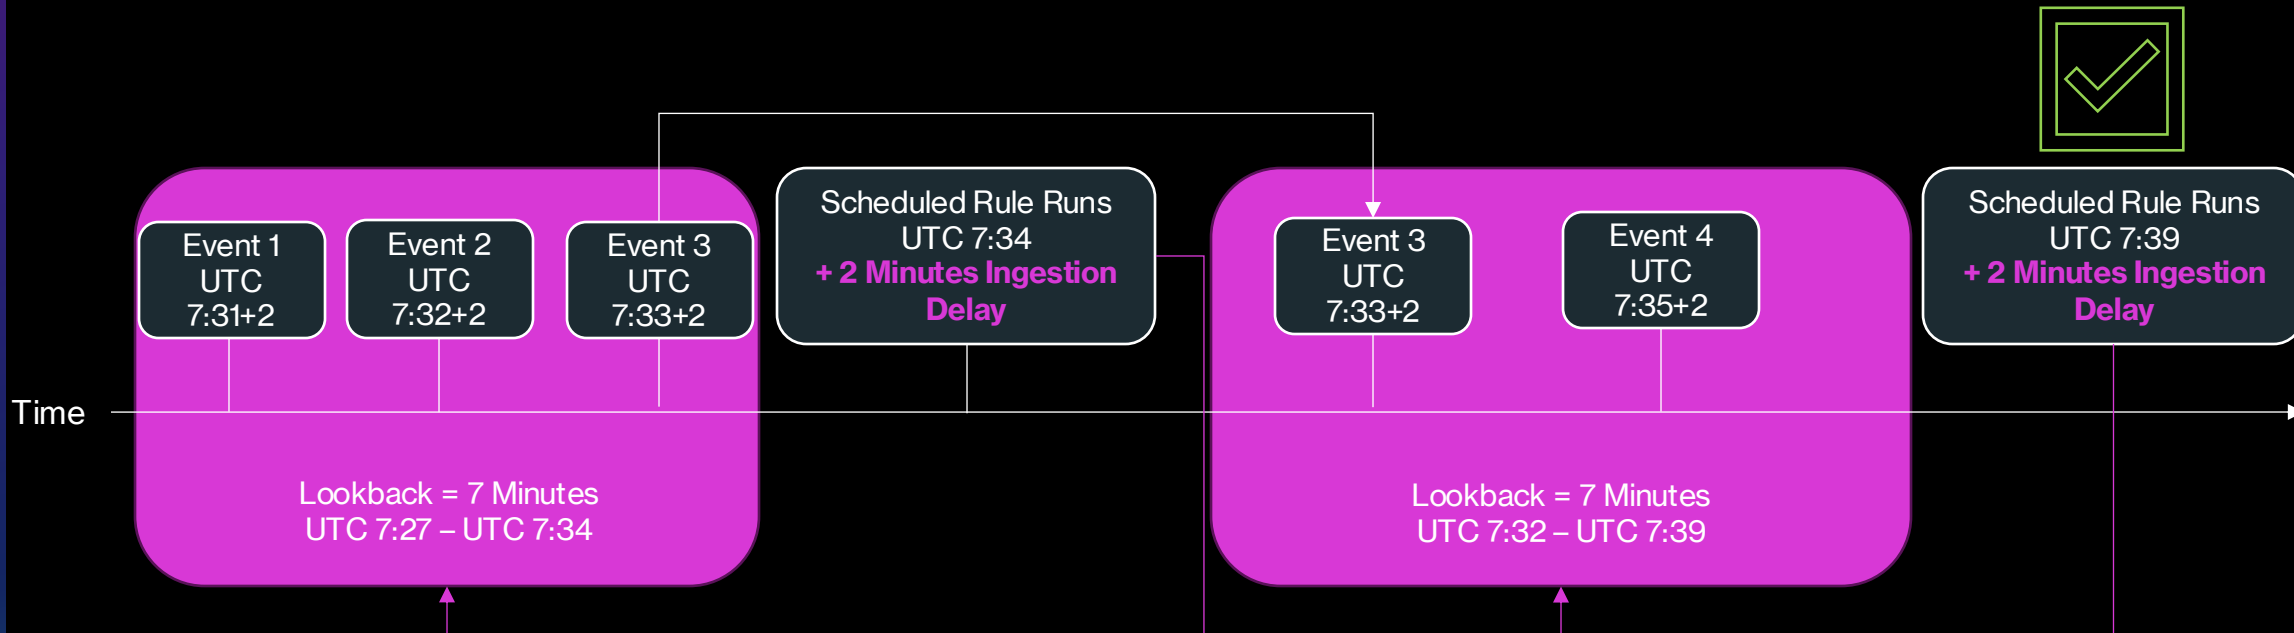 Event 1
UTC
7:31+2
Event 2
UTC
7:32+2
Event 3
UTC
7:33+2
Scheduled Rule Runs
UTC 7:34
+ 2 Minutes Ingestion
Delay
Event 3
UTC
7:33+2
Event 4
UTC
7:35+2
Scheduled Rule Runs
UTC 7:39
+ 2 Minutes Ingestion
Delay
Time
Lookback = 7 Minutes
UTC 7:27 – UTC 7:34
Lookback = 7 Minutes
UTC 7:32 – UTC 7:39